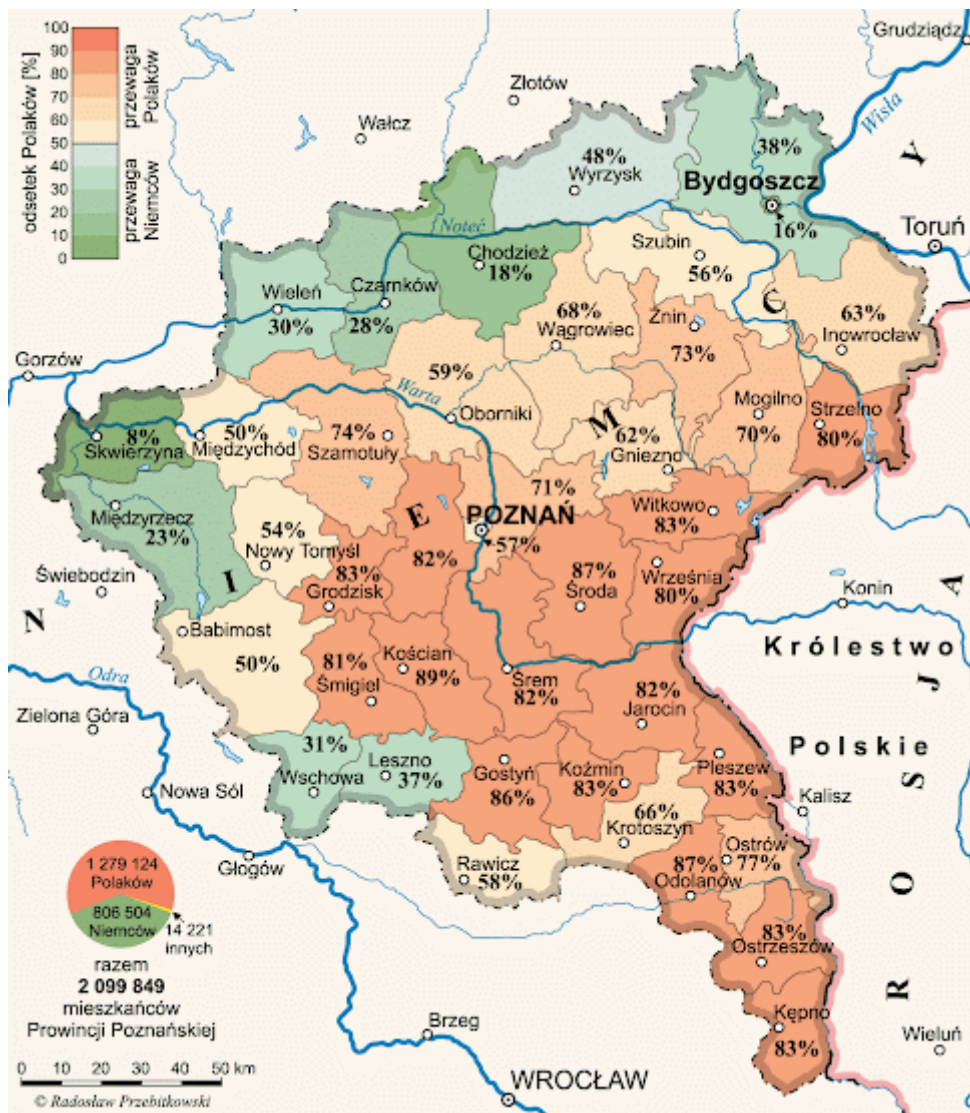 100
90
80
70
60
50
40
30
20
10
0
odsetek Polaków [%]
przewaga
Polaków
przewaga
Niemców
Grudziądz
Złotów
Wałcz
Wisła
Y
38%
48%
Wyrzysk
Bydgoszcz
16%
Toruń
Noteć
Chodzież
18%
Szubin
56%
Wieleń
30%
Czarnków
28%
C
68%
Wągrowiec
Żnin
73%
63%
Inowrocław
Gorzów
59%
Warta
Oborniki
M
Mogilno
70%
Strzelno
80%
8%
Skwierzyna
50%
Międzychód
74%
Szamotuły
62%
Gniezno
71%
E
POZNAŃ
57%
Witkowo
83%
Międzyrzecz
23%
54%
Nowy Tomyśl
82%
83%
Grodzisk
87%
Środa
Września
80%
Świebodzin
I
N
Konin
A
Babimost
50%
Królestwo
81%
Śmigiel
Kościan
89%
Śrem
82%
82%
Jarocin
J
Odra
Zielona Góra
31%
Wschowa
Leszno
37%
Gostyń
86%
Koźmin
83%
Pleszew
83%
Polskie
S
Nowa Sól
Kalisz
66%
Krotoszyn
Głogów
Rawicz
58%
87%
Odolanów
Ostrów
77%
O
83%
Ostrzeszów
R
Kępno
83%
Wieluń
1 279 124
Polaków
806 504
Niemców
14 221
innych
razem
2 099 849
mieszkańców
Prowincji Poznańskiej
Brzeg
WROCŁAW
0 10 20 30 40 50 km
© Radosław Przebitkowski